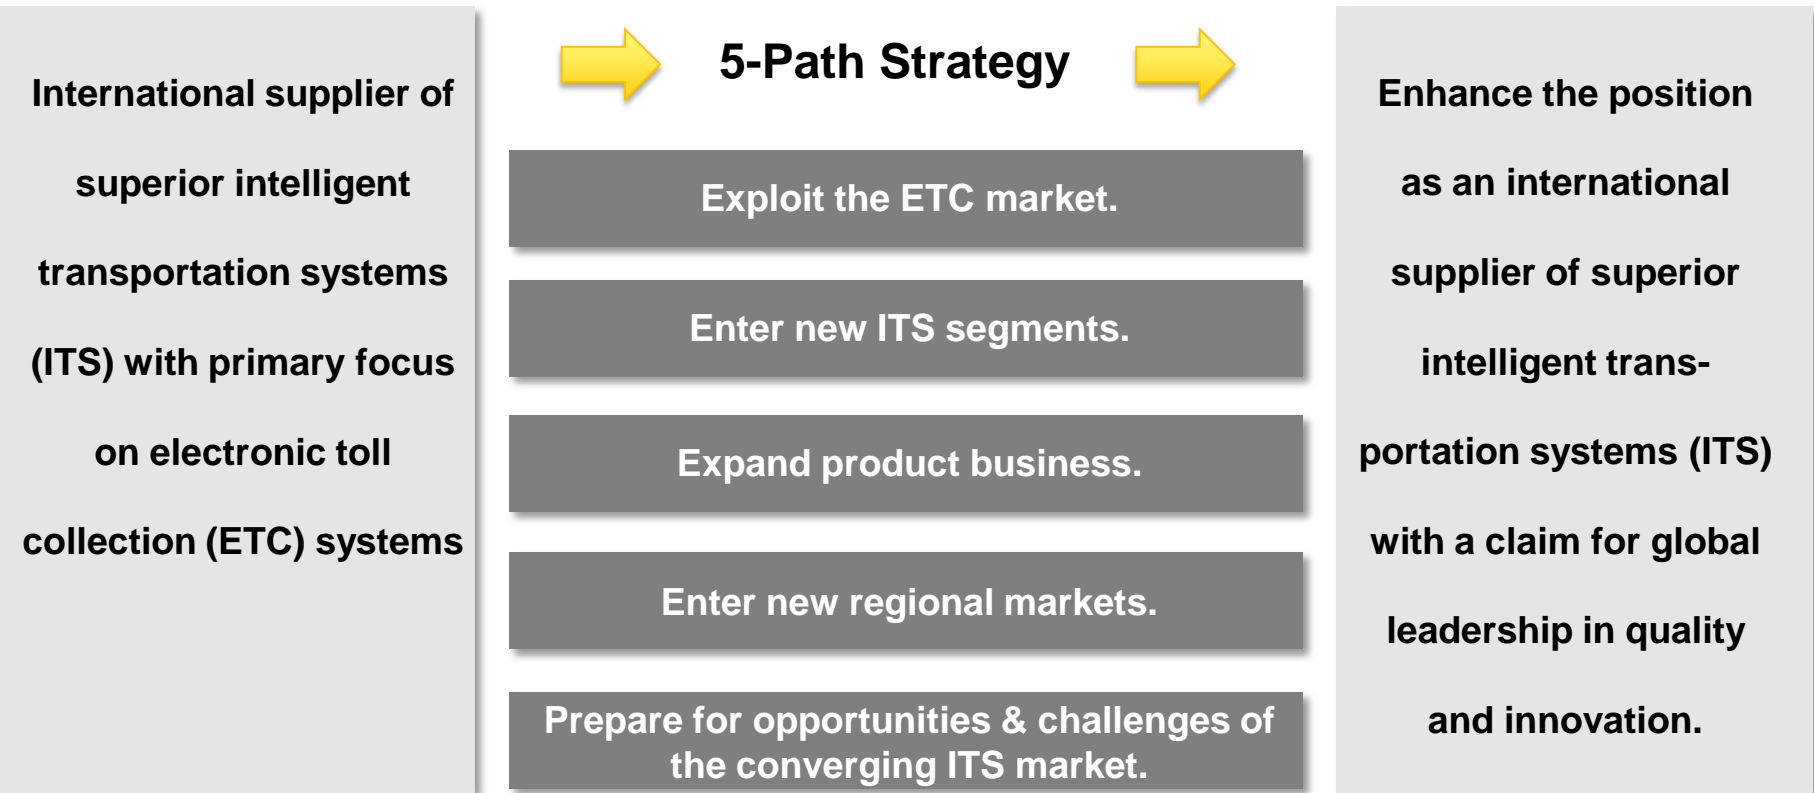 International supplier of
superior intelligent
transportation systems
(ITS) with primary focus
on electronic toll
collection (ETC) systems
5-Path Strategy
Exploit the ETC market.
Enter new ITS segments.
Expand product business.
Enter new regional markets.
Prepare for opportunities & challenges of
the converging ITS market.
Enhance the position
as an international
supplier of superior
intelligent trans-
portation systems (ITS)
with a claim for global
leadership in quality
and innovation.